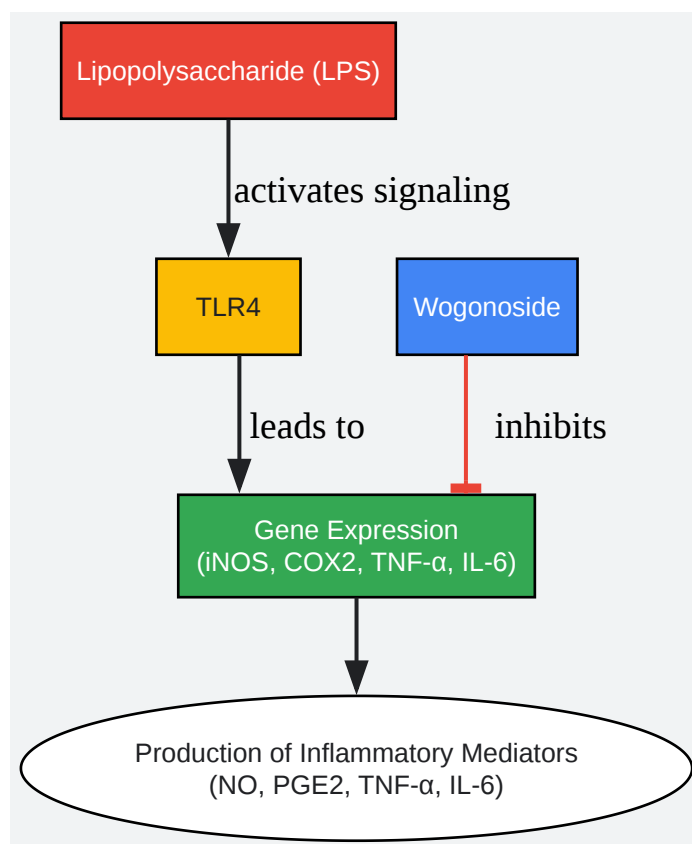 Lipopolysaccharide (LPS)
activates signaling
TLR4
Wogonoside
leads to
inhibits
Gene Expression
(iNOS, COX2, TNF-α, IL-6)
Production of Inflammatory Mediators
(NO, PGE2, TNF-α, IL-6)